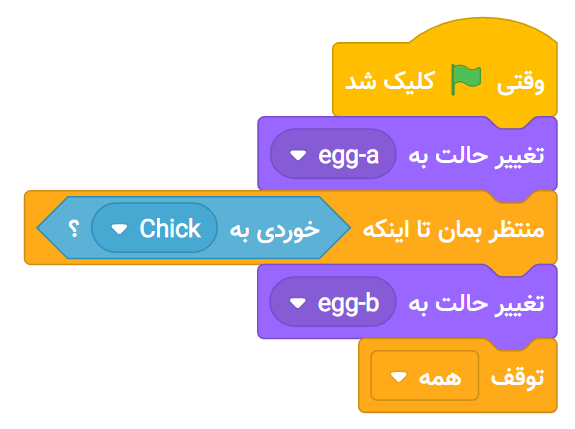 وقتی کلیک شد
تغییر حالت به egg-a
منتظر بمان تا اینکه خوردی به Chick ؟
تغییر حالت به egg-b
توقف همه